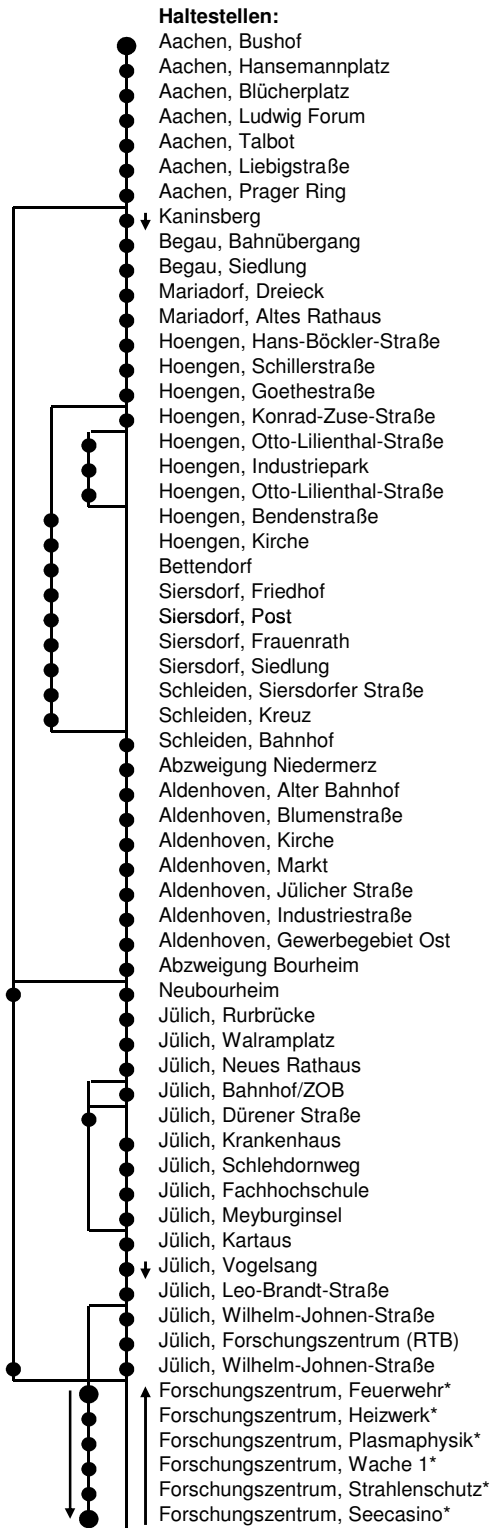 Haltestellen:
Aachen, Bushof
Aachen, Hansemannplatz
Aachen, Blücherplatz
Aachen, Ludwig Forum
Aachen, Talbot
Aachen, Liebigstraße
Aachen, Prager Ring
Kaninsberg
Begau, Bahnübergang
Begau, Siedlung
Mariadorf, Dreieck
Mariadorf, Altes Rathaus
Hoengen, Hans-Böckler-Straße
Hoengen, Schillerstraße
Hoengen, Goethestraße
Hoengen, Konrad-Zuse-Straße
Hoengen, Otto-Lilienthal-Straße
Hoengen, Industriepark
Hoengen, Otto-Lilienthal-Straße
Hoengen, Bendenstraße
Hoengen, Kirche
Bettendorf
Siersdorf, Friedhof
Siersdorf, Post
Siersdorf, Frauenrath
Siersdorf, Siedlung
Schleiden, Siersdorfer Straße
Schleiden, Kreuz
Schleiden, Bahnhof
Abzweigung Niedermerz
Aldenhoven, Alter Bahnhof
Aldenhoven, Blumenstraße
Aldenhoven, Kirche
Aldenhoven, Markt
Aldenhoven, Jülicher Straße
Aldenhoven, Industriestraße
Aldenhoven, Gewerbegebiet Ost
Abzweigung Bourheim
Neubourheim
Jülich, Rurbrücke
Jülich, Walramplatz
Jülich, Neues Rathaus
Jülich, Bahnhof/ZOB
Jülich, Dürener Straße
Jülich, Krankenhaus
Jülich, Schlehdornweg
Jülich, Fachhochschule
Jülich, Meyburginsel
Jülich, Kartaus
Jülich, Vogelsang
Jülich, Leo-Brandt-Straße
Jülich, Wilhelm-Johnen-Straße
Jülich, Forschungszentrum (RTB)
Jülich, Wilhelm-Johnen-Straße
Forschungszentrum, Feuerwehr*
Forschungszentrum, Heizwerk*
Forschungszentrum, Plasmaphysik*
Forschungszentrum, Wache 1*
Forschungszentrum, Strahlenschutz*
Forschungszentrum, Seecasino*